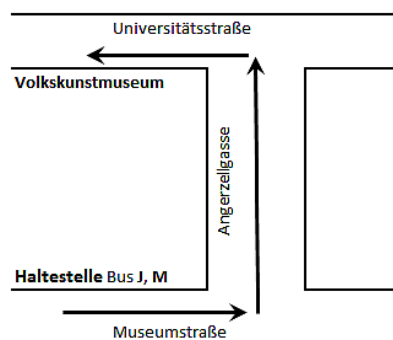 Universitätsstraße
Volkskunstmuseum
Angerzellgasse
Haltestelle Bus J, M
Museumstraße